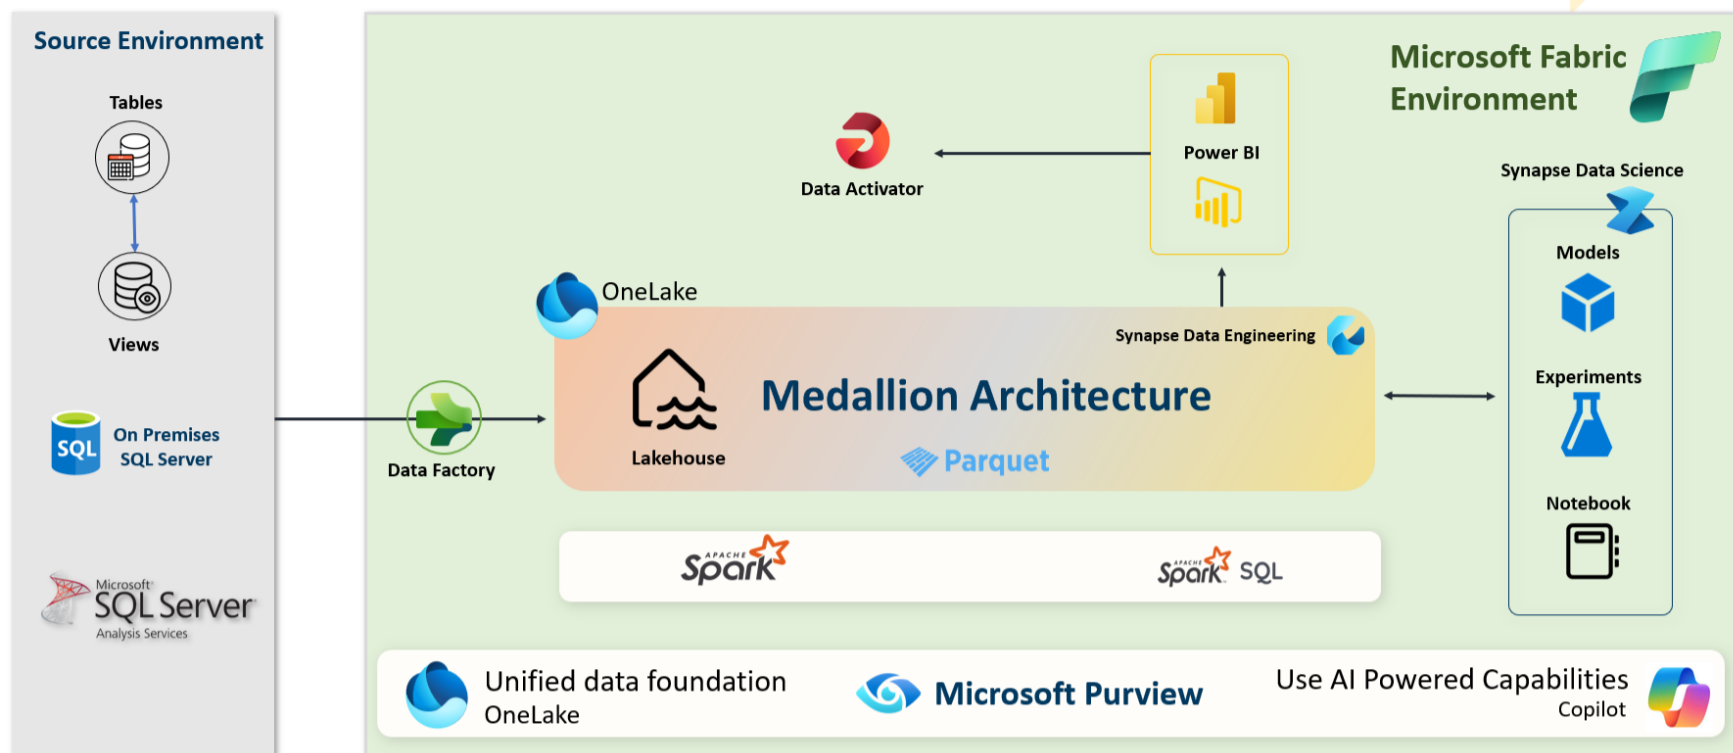 Source Environment
Tables
Views
SQL
On Premises
SQL Server
Microsoft
SQL Server
Analysis Services
Data Factory
Microsoft Fabric
Environment
Power BI
Data Activator
OneLake
Synapse Data Engineering
Medallion Architecture
Lakehouse
Parquet
APACHE
Spark
APACHE
Spark SQL
Synapse Data Science
Models
Experiments
Notebook
Unified data foundation
OneLake
Microsoft Purview
Use AI Powered Capabilities
Copilot